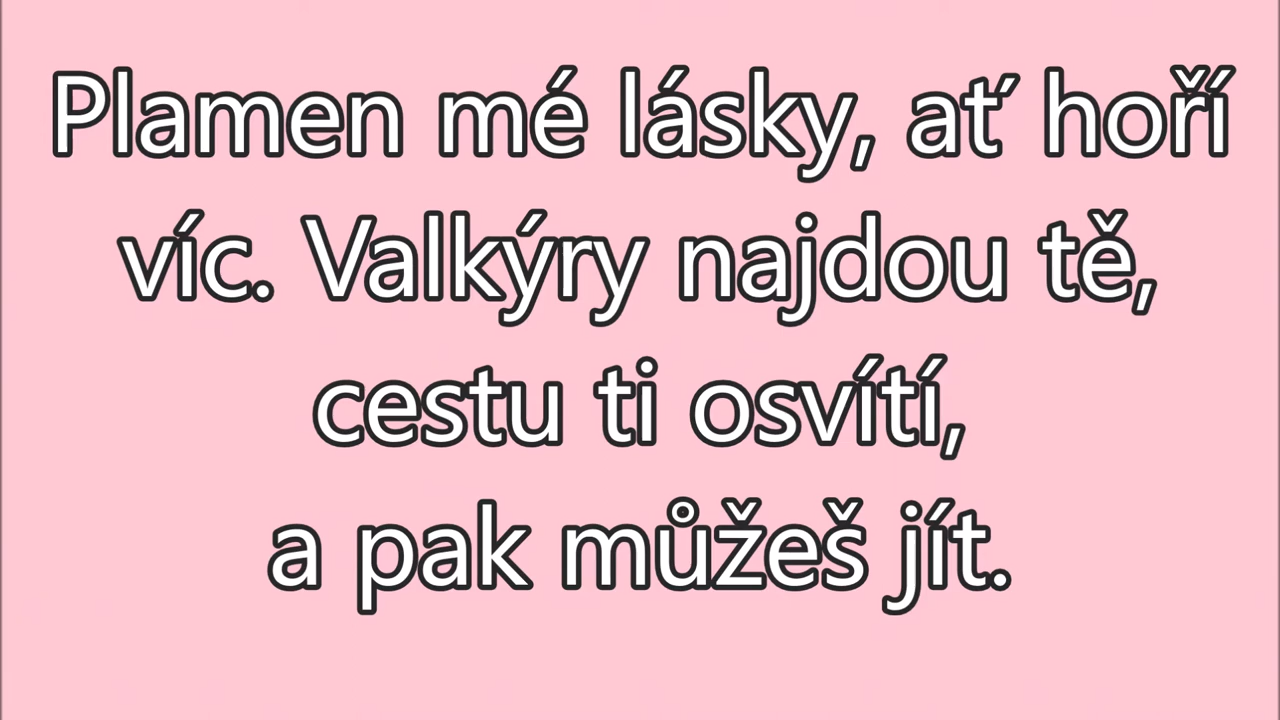 Plamen mé lásky, ať hoří
víc. Valkýry najdou tě,
cestu ti osvítí,
a pak můžeš jít.